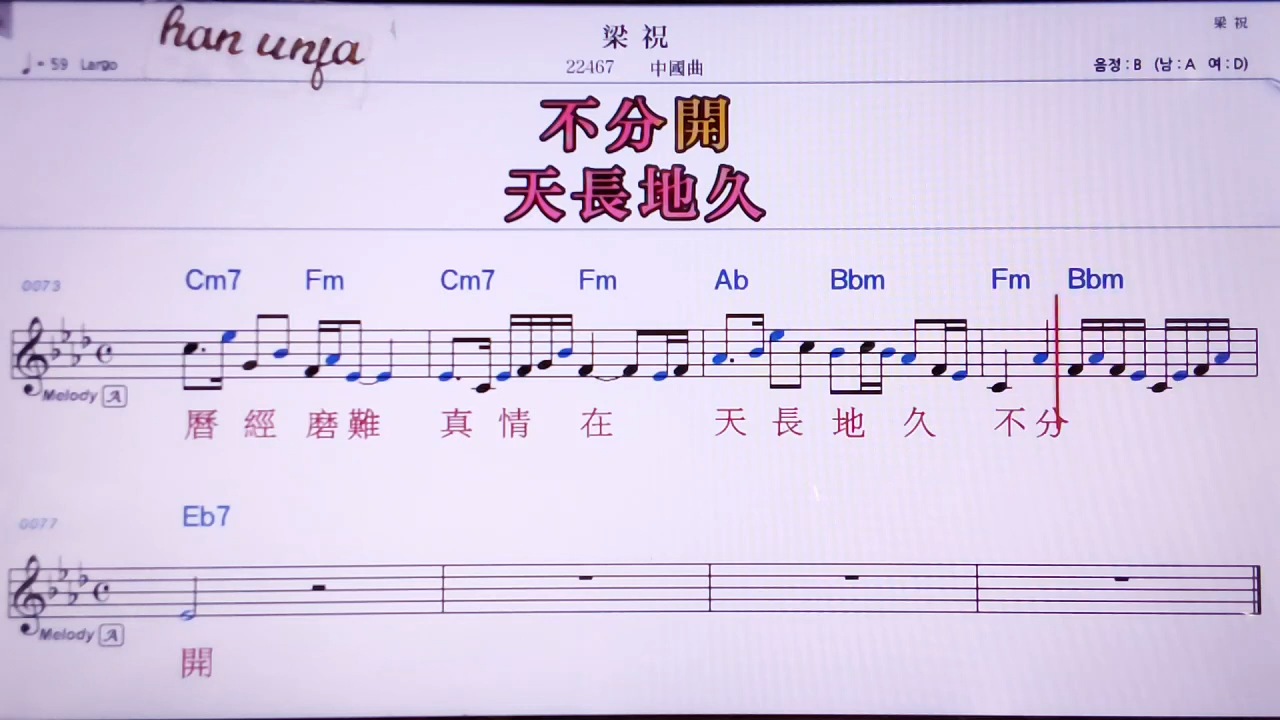 han unfa
梁 祝
梁 祝
♩= 59 Largo
22467 中國曲
음정 : B (남 : A 여 : D)
不分開
天長地久
0073
Cm7 Fm Cm7 Fm Ab Bbm Fm Bbm
Melody A
曆 經 磨 難 真 情 在 天 長 地 久 不 分
0077
Eb7
Melody A
開